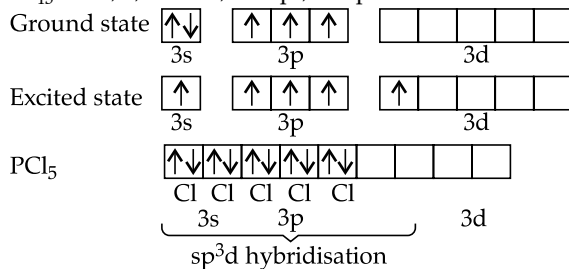 Ground state
3s 3p 3d
Excited state
3s 3p 3d
PCl₅
Cl Cl Cl Cl Cl
3s 3p 3d
sp³d hybridisation